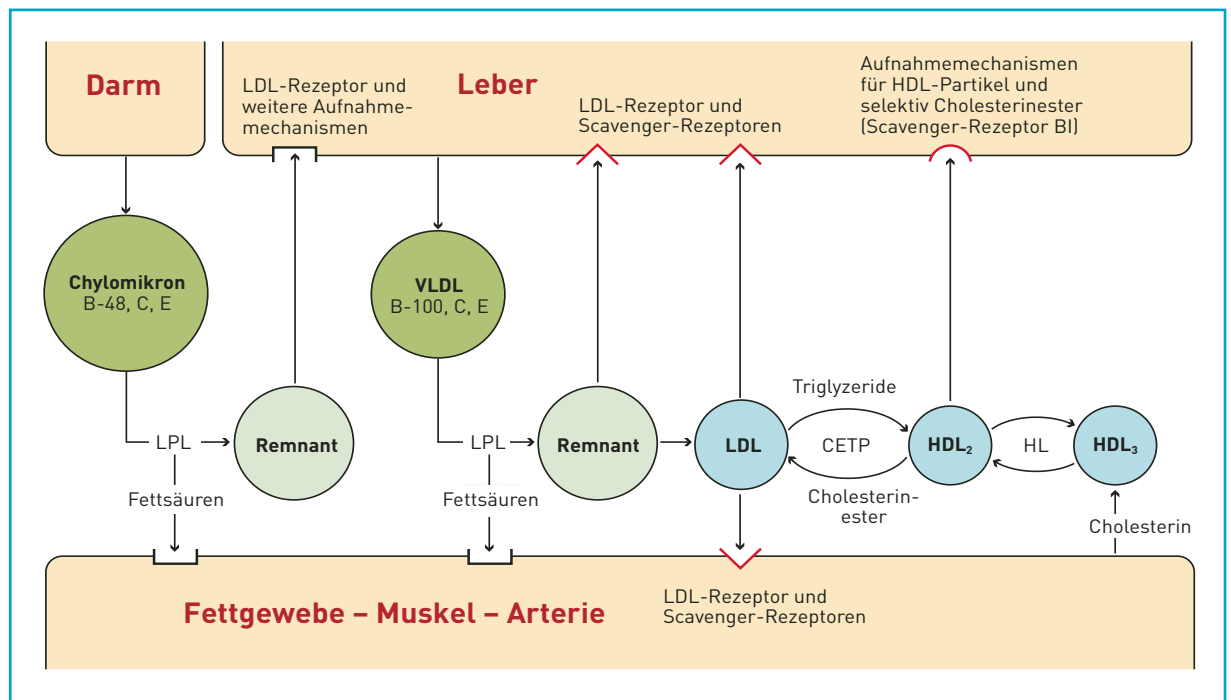 Darm
Leber
LDL-Rezeptor und
weitere Aufnahme-
mechanismen
LDL-Rezeptor und
Scavenger-Rezeptoren
Aufnahmemechanismen
für HDL-Partikel und
selektiv Cholesterinester
(Scavenger-Rezeptor BI)
Chylomikron
B-48, C, E
VLDL
B-100, C, E
LPL
Remnant
Fettsäuren
LPL
Remnant
Fettsäuren
LDL
Triglyzeride
CETP
Cholesterin-
ester
HDL₂
HL
HDL₃
Cholesterin
Fettgewebe – Muskel – Arterie
LDL-Rezeptor und
Scavenger-Rezeptoren